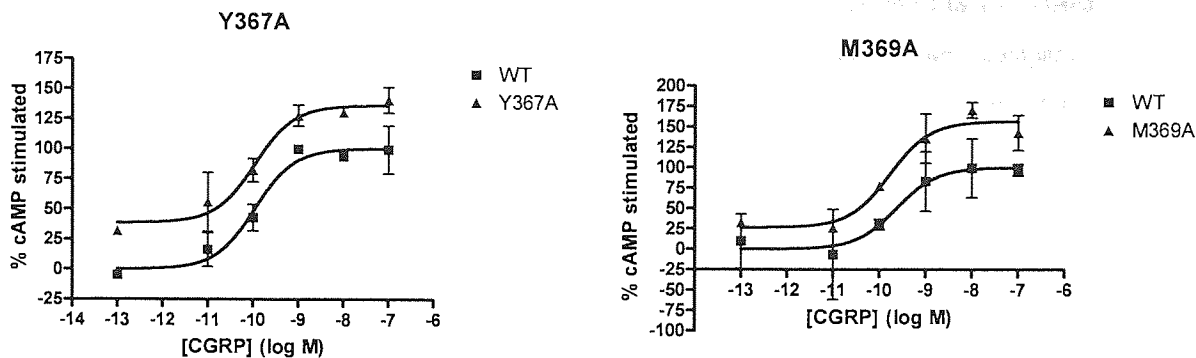 Y367A
% cAMP stimulated
175
150
125
100
75
50
25
0
-25
-14 -13 -12 -11 -10 -9 -8 -7 -6
[CGRP] (log M)
WT
Y367A
M369A
% cAMP stimulated
200
175
150
125
100
75
50
25
0
-25
-50
-75
-100
-13 -12 -11 -10 -9 -8 -7 -6
[CGRP] (log M)
WT
M369A